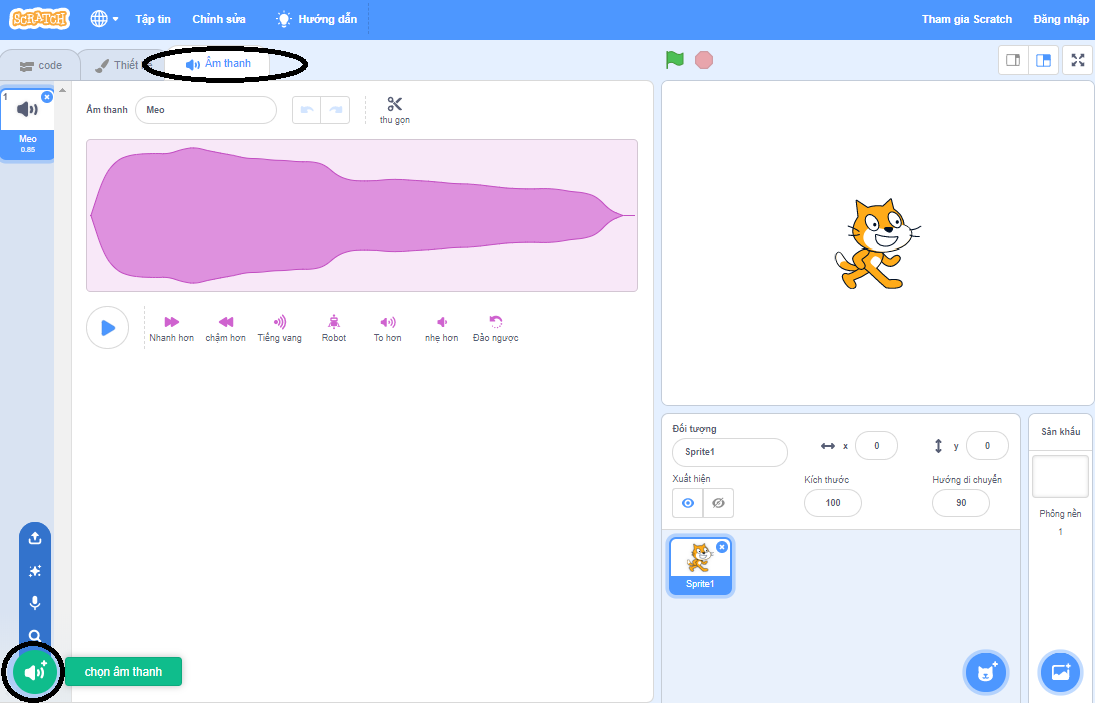 SCRATCH
Tập tin
Chỉnh sửa
Hướng dẫn
Tham gia Scratch
Đăng nhập
code
Thiết
Âm thanh
1
Meo
0.85
Âm thanh
Meo
thu gọn
Nhanh hơn
chậm hơn
Tiếng vang
Robot
To hơn
nhẹ hơn
Đảo ngược
chọn âm thanh
Đối tượng
Sprite1
x
0
y
0
Xuất hiện
Kích thước
100
Hướng di chuyển
90
Sprite1
Sân khấu
Phông nền
1